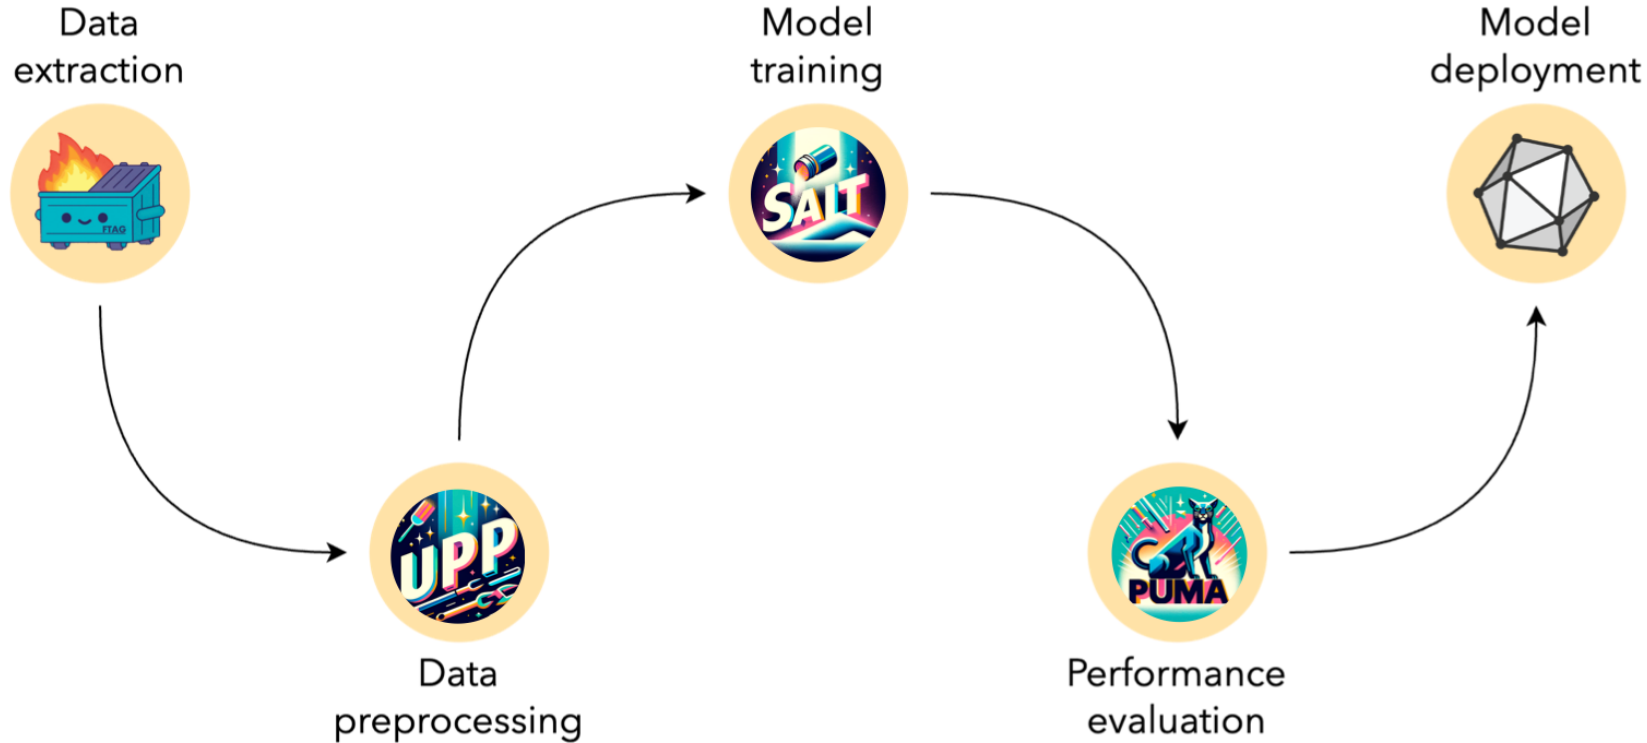 Data
extraction
FTAG
Data
preprocessing
UPP
Model
training
SALT
Performance
evaluation
PUMA
Model
deployment